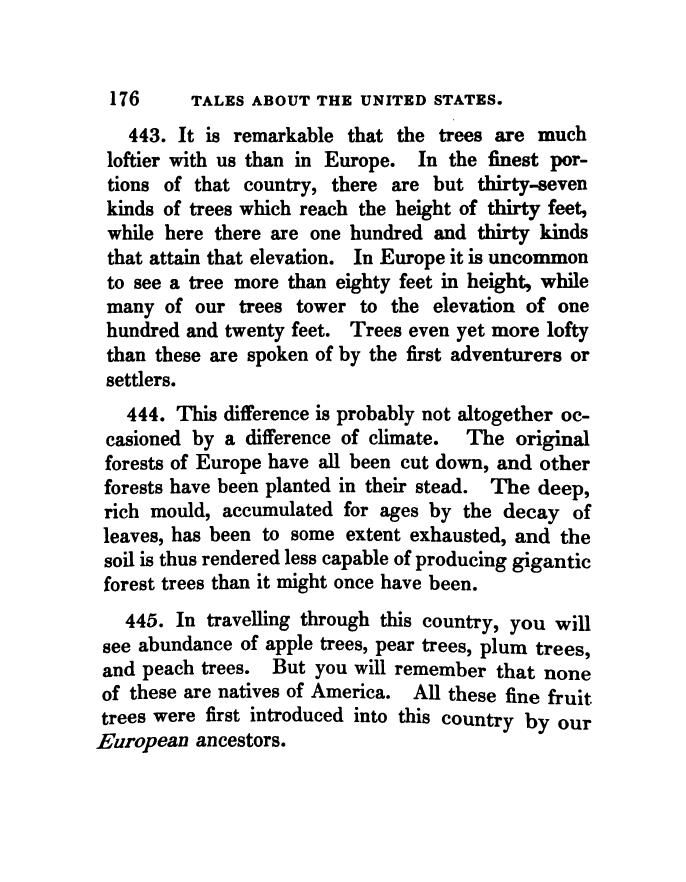 176 TALES ABOUT THE UNITED STATES.
443. It is remarkable that the trees are much
loftier with us than in Europe. In the finest por-
tions of that country, there are but thirty-seven
kinds of trees which reach the height of thirty feet,
while here there are one hundred and thirty kinds
that attain that elevation. In Europe it is uncommon
to see a tree more than eighty feet in height, while
many of our trees tower to the elevation of one
hundred and twenty feet. Trees even yet more lofty
than these are spoken of by the first adventurers or
settlers.
444. This difference is probably not altogether oc-
casioned by a difference of climate. The original
forests of Europe have all been cut down, and other
forests have been planted in their stead. The deep,
rich mould, accumulated for ages by the decay of
leaves, has been to some extent exhausted, and the
soil is thus rendered less capable of producing gigantic
forest trees than it might once have been.
445. In travelling through this country, you will
see abundance of apple trees, pear trees, plum trees,
and peach trees. But you will remember that none
of these are natives of America. All these fine fruit
trees were first introduced into this country by our
European ancestors.